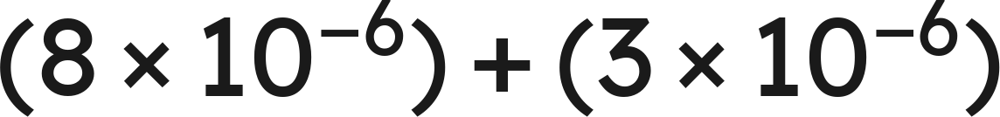 (8 × 10⁻⁶) + (3 × 10⁻⁶)